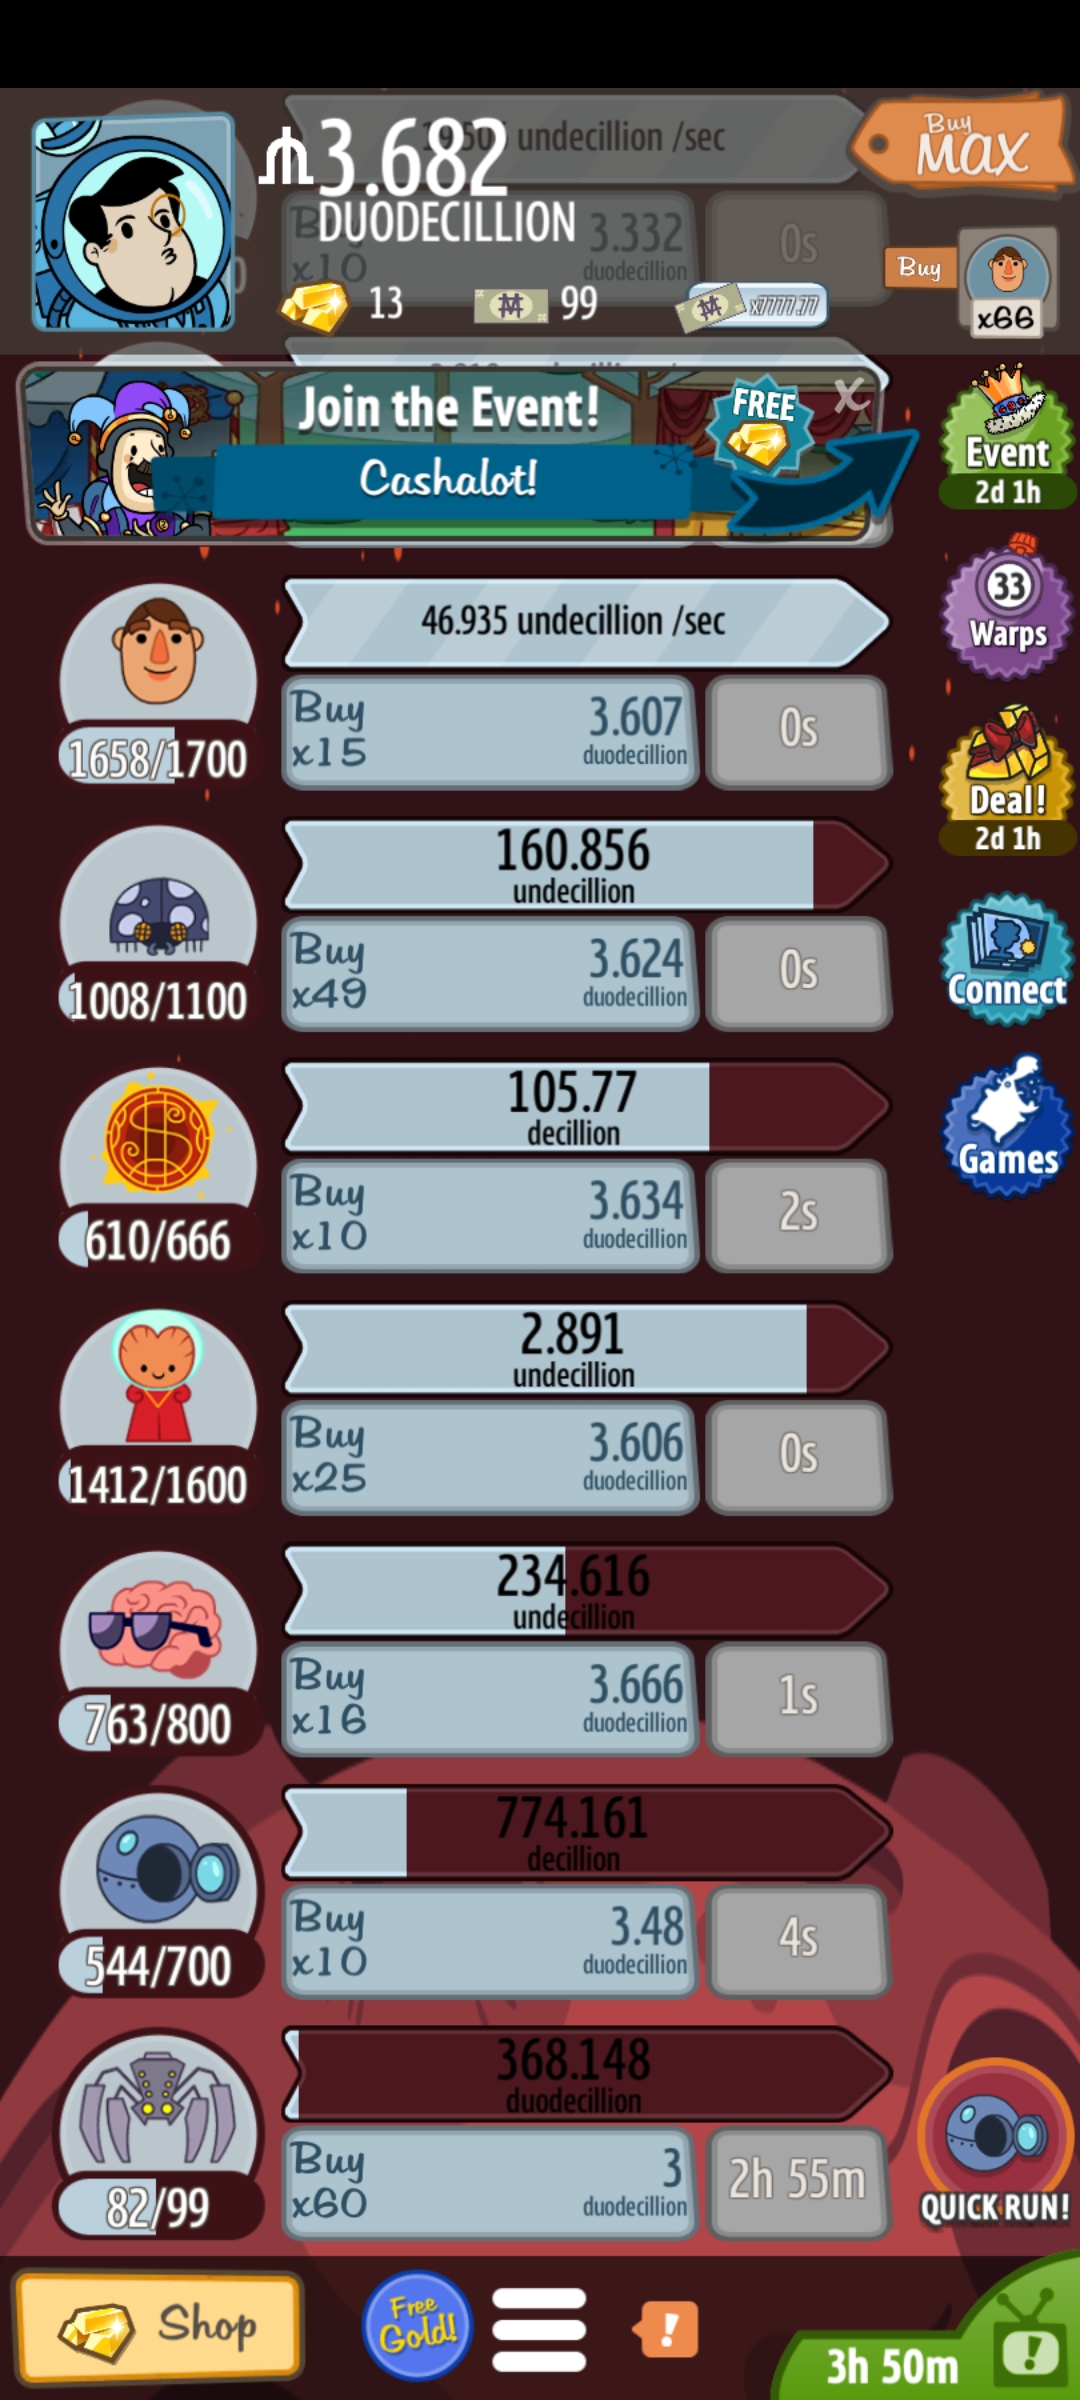 19.505 undecillion /sec
3.682
DUODECILLION
Buy
MAX
Buy
x10
3.332
duodecillion
0s
13
99
x7777.77
Buy
x66
Join the Event!
Cashalot!
FREE
X
Event
2d 1h
33
Warps
Deal!
2d 1h
Connect
Games
46.935 undecillion /sec
1658/1700
Buy
x15
3.607
duodecillion
0s
160.856
undecillion
1008/1100
Buy
x49
3.624
duodecillion
0s
105.77
decillion
610/666
Buy
x10
3.634
duodecillion
2s
2.891
undecillion
1412/1600
Buy
x25
3.606
duodecillion
0s
234.616
undecillion
763/800
Buy
x16
3.666
duodecillion
1s
774.161
decillion
544/700
Buy
x10
3.48
duodecillion
4s
368.148
duodecillion
82/99
Buy
x60
3
duodecillion
2h 55m
QUICK RUN!
Shop
Free
Gold!
!
3h 50m
!